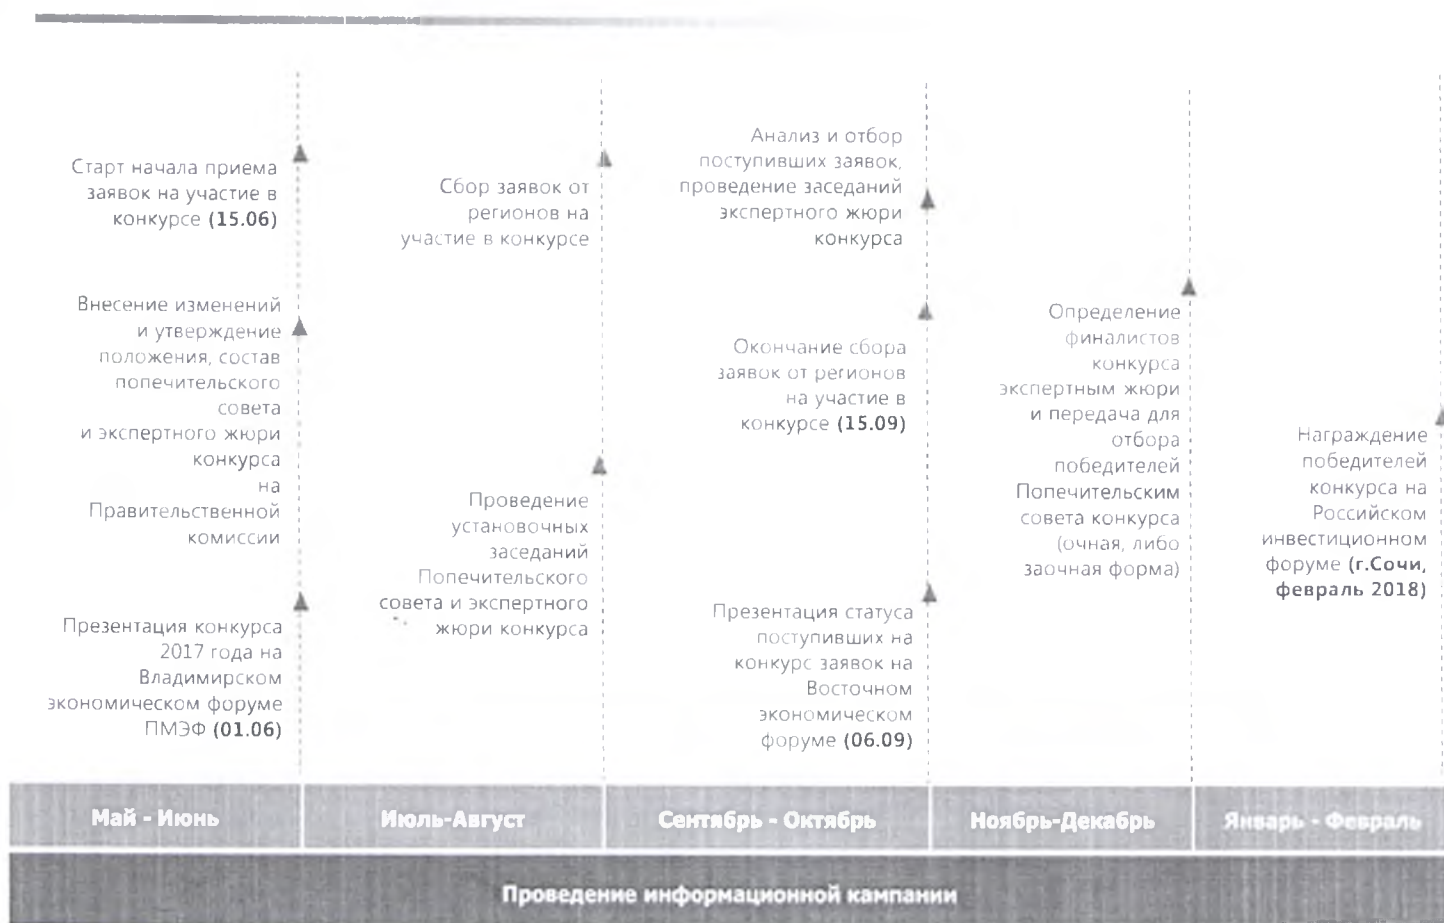 Старт начала приема
заявок на участие в
конкурсе (15.06)
Внесение изменений
и утверждение
положения, состав
попечительского
совета
и экспертного жюри
конкурса
на
Правительственной
комиссии
Презентация конкурса
2017 года на
Владимирском
экономическом форуме
ПМЭФ (01.06)
Сбор заявок от
регионов на
участие в конкурсе
Проведение
установочных
заседаний
Попечительского
совета и экспертного
жюри конкурса
Анализ и отбор
поступивших заявок,
проведение заседаний
экспертного жюри
конкурса
Окончание сбора
заявок от регионов
на участие в
конкурсе (15.09)
Презентация статуса
поступивших на
конкурс заявок на
Восточном
экономическом
форуме (06.09)
Определение
финалистов
конкурса
экспертным жюри
и передача для
отбора
победителей
Попечительским
совета конкурса
(очная, либо
заочная форма)
Награждение
победителей
конкурса на
Российском
инвестиционном
форуме (г.Сочи,
февраль 2018)
Май - Июнь
Июль-Август
Сентябрь - Октябрь
Ноябрь-Декабрь
Январь - Февраль
Проведение информационной кампании